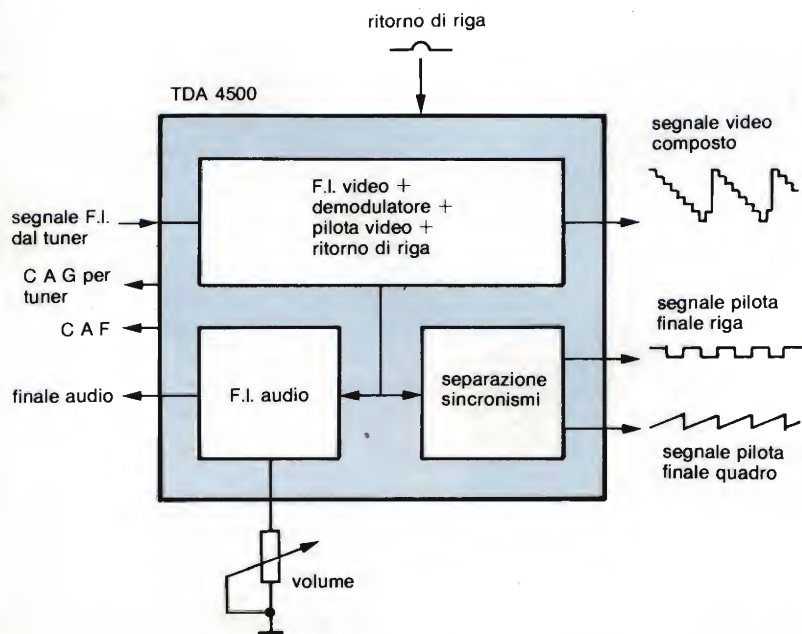 ritorno di riga
TDA 4500
segnale video
composto
F.I. video +
demodulatore +
pilota video +
ritorno di riga
segnale F.I.
dal tuner
C A G per
tuner
C A F
finale audio
F.I. audio
separazione
sincronismi
segnale pilota
finale riga
segnale pilota
finale quadro
volume